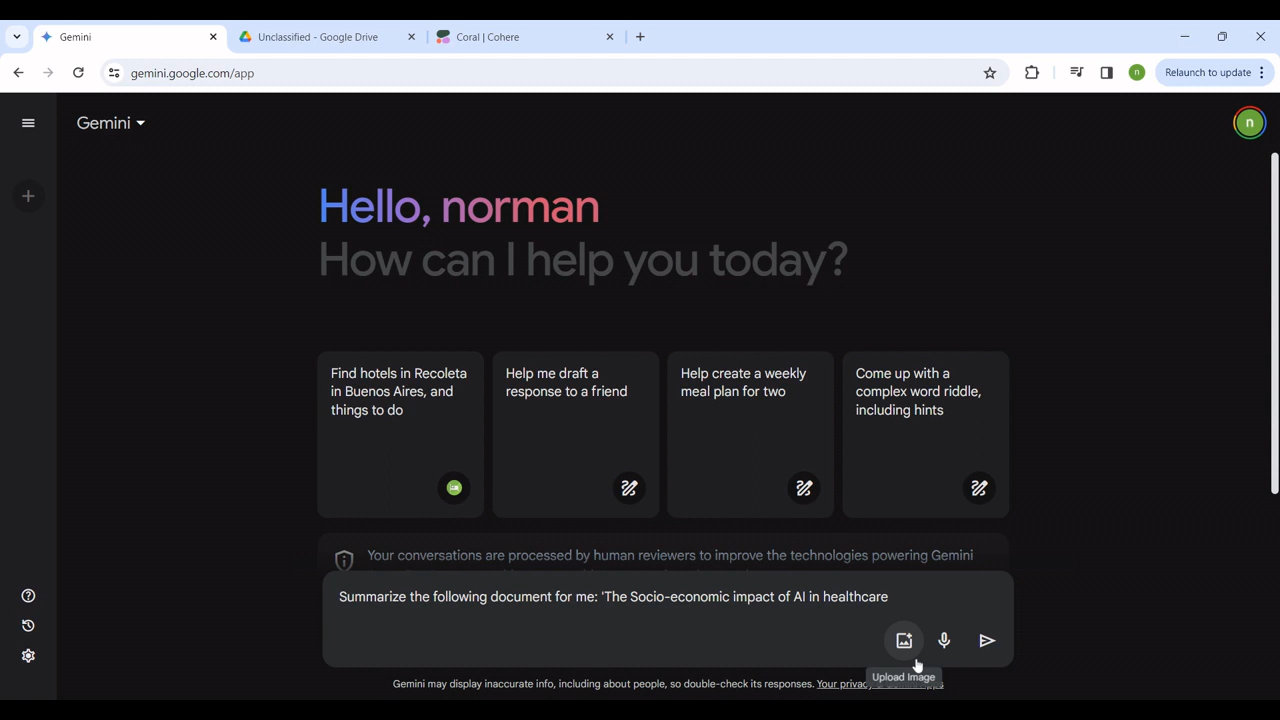 Gemini
Unclassified - Google Drive
Coral | Cohere
gemini.google.com/app
n
Relaunch to update
Gemini
n
Hello, norman
How can I help you today?
Find hotels in Recoleta
in Buenos Aires, and
things to do
Help me draft a
response to a friend
Help create a weekly
meal plan for two
Come up with a
complex word riddle,
including hints
Your conversations are processed by human reviewers to improve the technologies powering Gemini
Summarize the following document for me: 'The Socio-economic impact of AI in healthcare
Upload Image
Gemini may display inaccurate info, including about people, so double-check its responses. Your